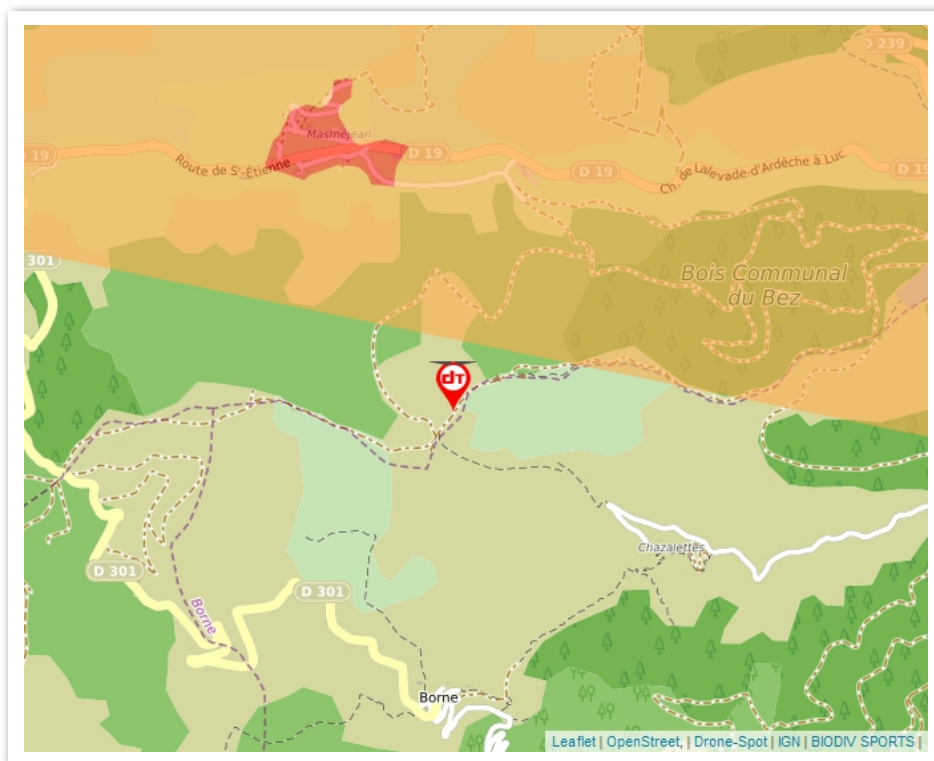 D 239
Masméjean
D 19
D 19
Route de St-Étienne
D 19
Ch. de Lalevade-d'Ardèche à Luc
D 19
301
Bois Communal
du Bez
dT
Chazalettes
D 301
D 301
Borne
Borne
Leaflet | OpenStreet, | Drone-Spot | IGN | BIODIV SPORTS |